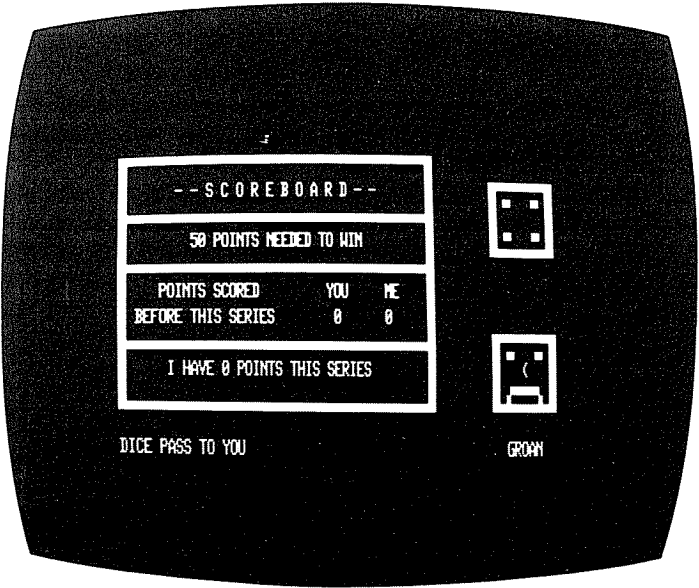 --SCOREBOARD--
50 POINTS NEEDED TO WIN
POINTS SCORED YOU ME
BEFORE THIS SERIES 0 0
I HAVE 0 POINTS THIS SERIES
DICE PASS TO YOU
GROAN